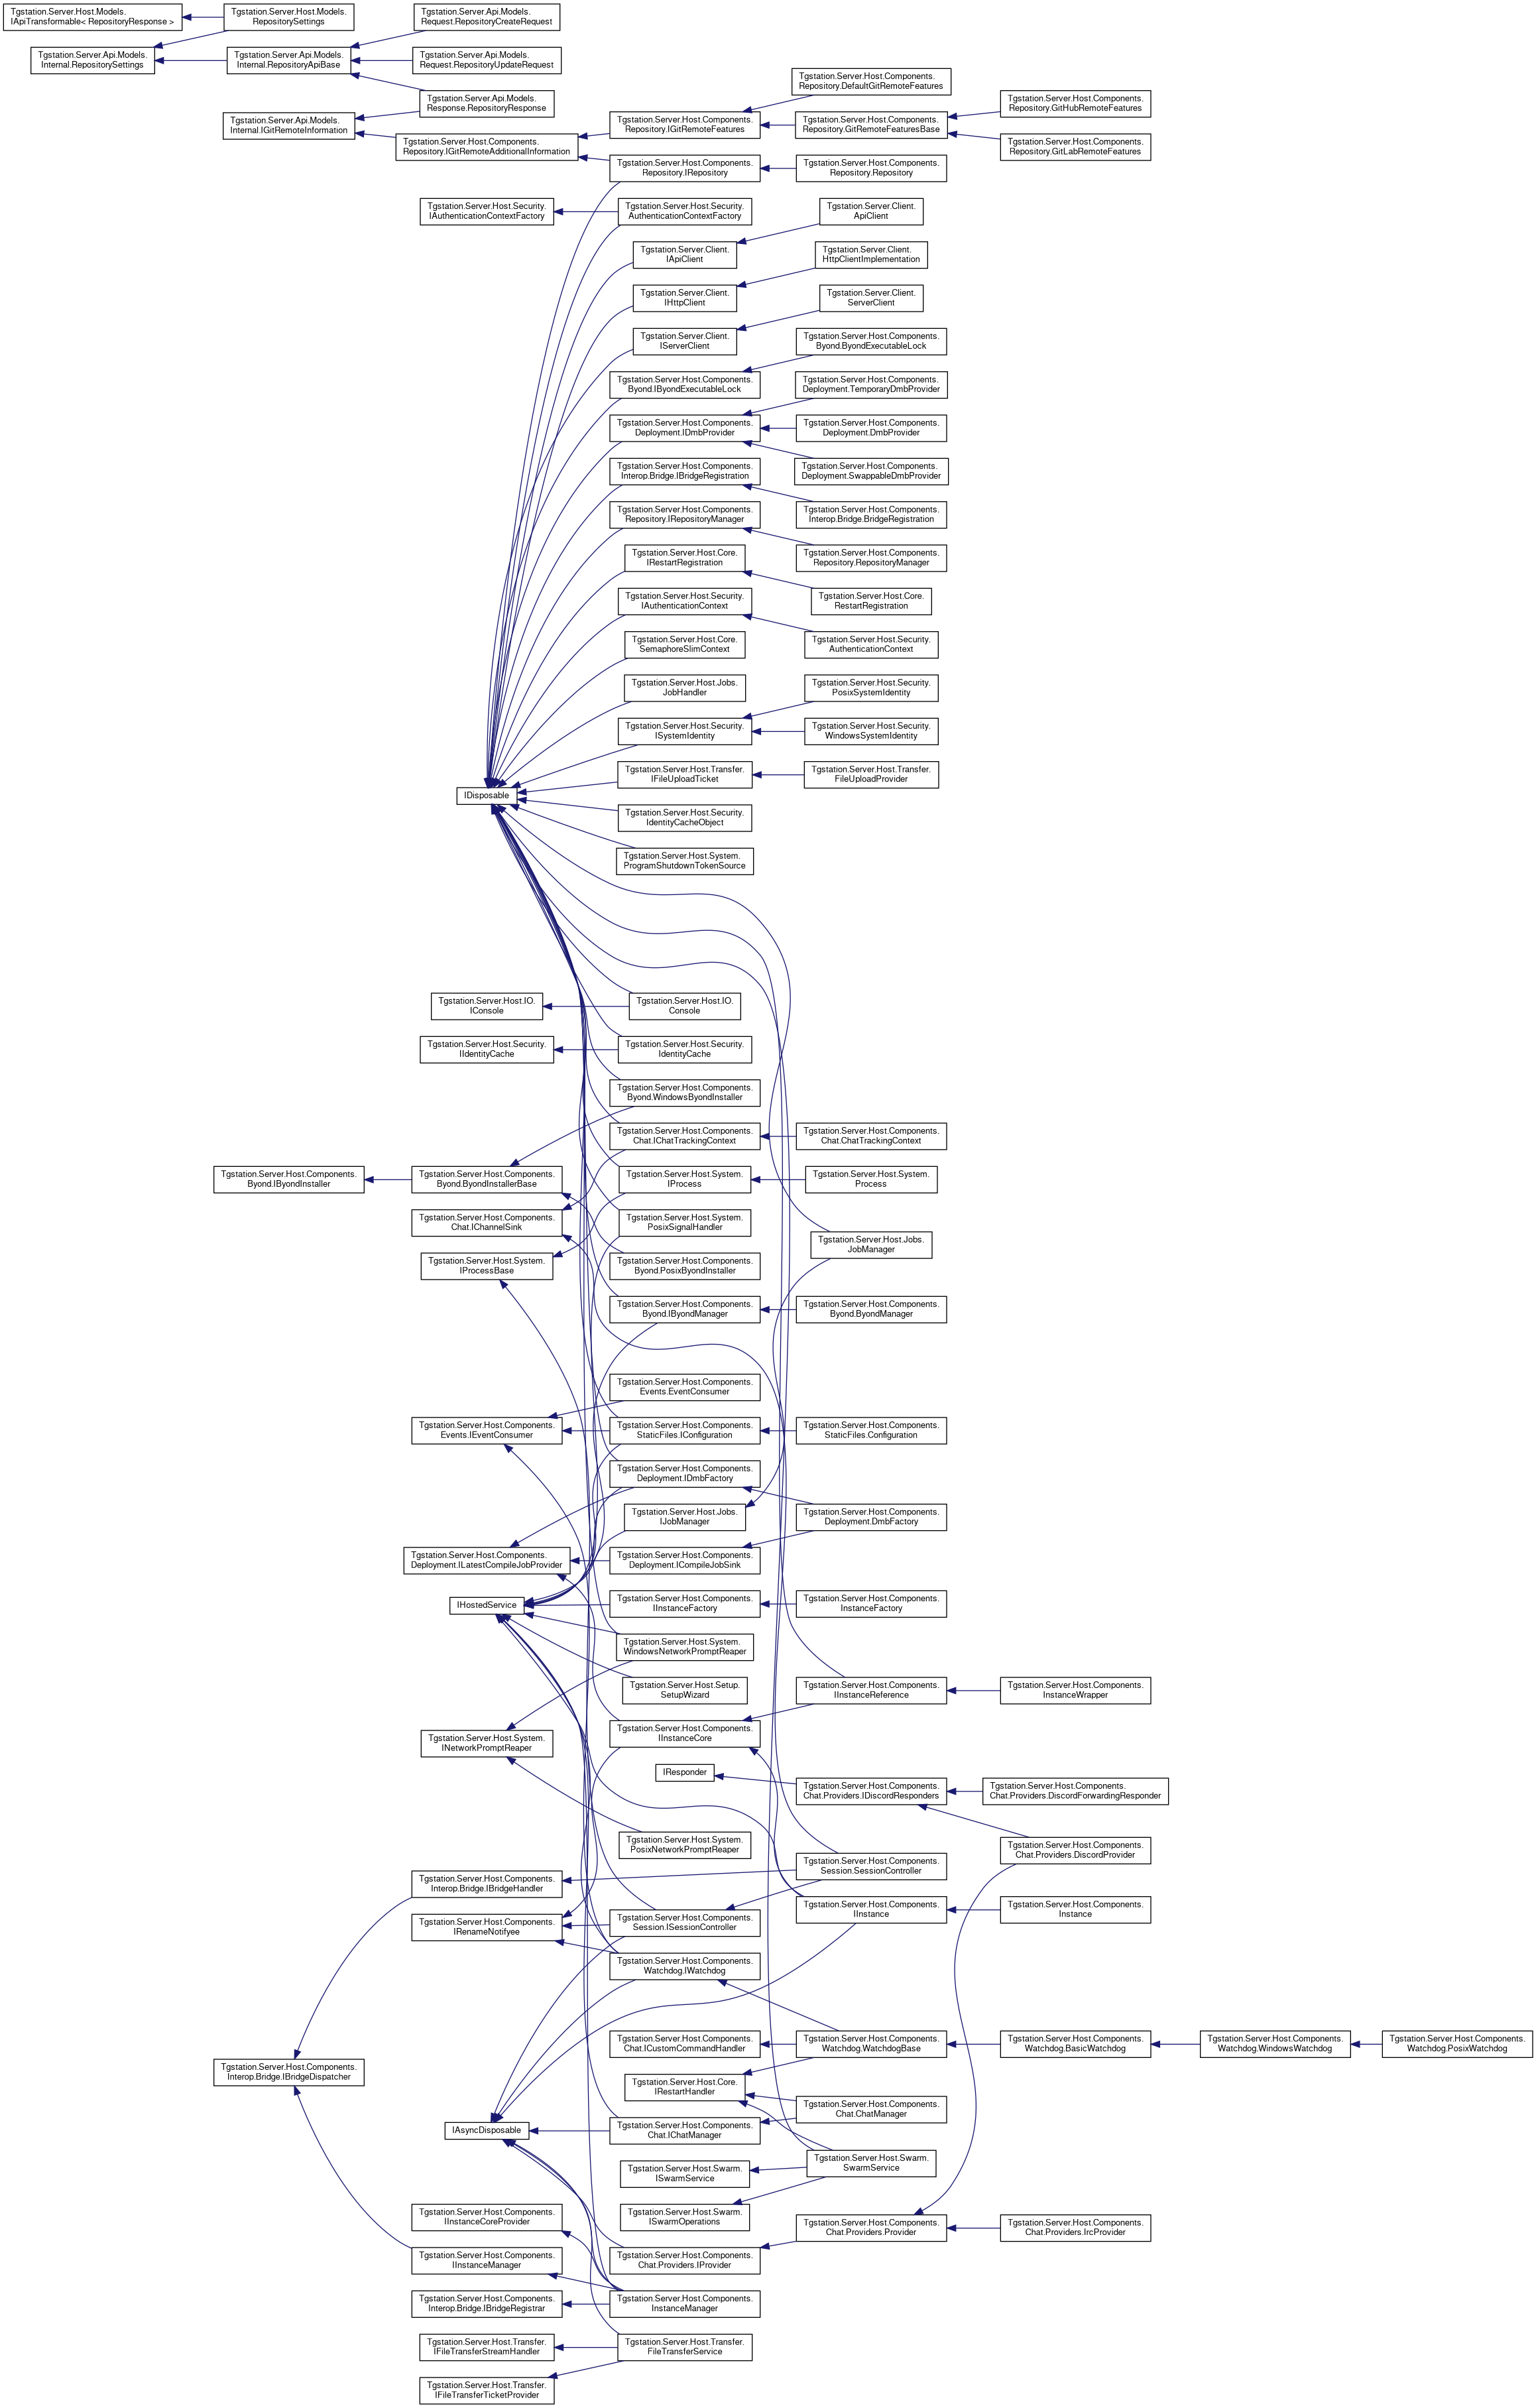 Tgstation.Server.Host.Models.
IApiTransformable< RepositoryResponse >
Tgstation.Server.Host.Models.
RepositorySettings
Tgstation.Server.Api.Models.
Request.RepositoryCreateRequest
Tgstation.Server.Api.Models.
Internal.RepositorySettings
Tgstation.Server.Api.Models.
Internal.RepositoryApiBase
Tgstation.Server.Api.Models.
Request.RepositoryUpdateRequest
Tgstation.Server.Api.Models.
Response.RepositoryResponse
Tgstation.Server.Api.Models.
Internal.IGitRemoteInformation
Tgstation.Server.Host.Components.
Repository.IGitRemoteAdditionalInformation
Tgstation.Server.Host.Components.
Repository.IGitRemoteFeatures
Tgstation.Server.Host.Components.
Repository.DefaultGitRemoteFeatures
Tgstation.Server.Host.Components.
Repository.GitRemoteFeaturesBase
Tgstation.Server.Host.Components.
Repository.GitHubRemoteFeatures
Tgstation.Server.Host.Components.
Repository.GitLabRemoteFeatures
Tgstation.Server.Host.Components.
Repository.IRepository
Tgstation.Server.Host.Components.
Repository.Repository
Tgstation.Server.Host.Security.
IAuthenticationContextFactory
Tgstation.Server.Host.Security.
AuthenticationContextFactory
Tgstation.Server.Client.
IApiClient
Tgstation.Server.Client.
ApiClient
Tgstation.Server.Client.
IHttpClient
Tgstation.Server.Client.
HttpClientImplementation
Tgstation.Server.Client.
IServerClient
Tgstation.Server.Client.
ServerClient
Tgstation.Server.Host.Components.
Byond.IByondExecutableLock
Tgstation.Server.Host.Components.
Byond.ByondExecutableLock
Tgstation.Server.Host.Components.
Deployment.IDmbProvider
Tgstation.Server.Host.Components.
Deployment.TemporaryDmbProvider
Tgstation.Server.Host.Components.
Deployment.DmbProvider
Tgstation.Server.Host.Components.
Deployment.SwappableDmbProvider
Tgstation.Server.Host.Components.
Interop.Bridge.IBridgeRegistration
Tgstation.Server.Host.Components.
Interop.Bridge.BridgeRegistration
Tgstation.Server.Host.Components.
Repository.IRepositoryManager
Tgstation.Server.Host.Components.
Repository.RepositoryManager
Tgstation.Server.Host.Core.
IRestartRegistration
Tgstation.Server.Host.Core.
RestartRegistration
Tgstation.Server.Host.Security.
IAuthenticationContext
Tgstation.Server.Host.Security.
AuthenticationContext
Tgstation.Server.Host.Core.
SemaphoreSlimContext
Tgstation.Server.Host.Jobs.
JobHandler
Tgstation.Server.Host.Security.
ISystemIdentity
Tgstation.Server.Host.Security.
PosixSystemIdentity
Tgstation.Server.Host.Security.
WindowsSystemIdentity
Tgstation.Server.Host.Transfer.
IFileUploadTicket
Tgstation.Server.Host.Transfer.
FileUploadProvider
IDisposable
Tgstation.Server.Host.Security.
IdentityCacheObject
Tgstation.Server.Host.System.
ProgramShutdownTokenSource
Tgstation.Server.Host.IO.
IConsole
Tgstation.Server.Host.IO.
Console
Tgstation.Server.Host.Security.
IIdentityCache
Tgstation.Server.Host.Security.
IdentityCache
Tgstation.Server.Host.Components.
Byond.WindowsByondInstaller
Tgstation.Server.Host.Components.
Chat.IChatTrackingContext
Tgstation.Server.Host.Components.
Chat.ChatTrackingContext
Tgstation.Server.Host.Components.
Byond.IByondInstaller
Tgstation.Server.Host.Components.
Byond.ByondInstallerBase
Tgstation.Server.Host.System.
IProcess
Tgstation.Server.Host.System.
Process
Tgstation.Server.Host.Components.
Chat.IChannelSink
Tgstation.Server.Host.System.
PosixSignalHandler
Tgstation.Server.Host.Jobs.
JobManager
Tgstation.Server.Host.System.
IProcessBase
Tgstation.Server.Host.Components.
Byond.PosixByondInstaller
Tgstation.Server.Host.Components.
Byond.IByondManager
Tgstation.Server.Host.Components.
Byond.ByondManager
Tgstation.Server.Host.Components.
Events.EventConsumer
Tgstation.Server.Host.Components.
Events.IEventConsumer
Tgstation.Server.Host.Components.
StaticFiles.IConfiguration
Tgstation.Server.Host.Components.
StaticFiles.Configuration
Tgstation.Server.Host.Components.
Deployment.IDmbFactory
Tgstation.Server.Host.Jobs.
IJobManager
Tgstation.Server.Host.Components.
Deployment.DmbFactory
Tgstation.Server.Host.Components.
Deployment.ILatestCompileJobProvider
Tgstation.Server.Host.Components.
Deployment.ICompileJobSink
IHostedService
Tgstation.Server.Host.Components.
IInstanceFactory
Tgstation.Server.Host.Components.
InstanceFactory
Tgstation.Server.Host.System.
WindowsNetworkPromptReaper
Tgstation.Server.Host.Setup.
SetupWizard
Tgstation.Server.Host.Components.
IInstanceReference
Tgstation.Server.Host.Components.
InstanceWrapper
Tgstation.Server.Host.System.
INetworkPromptReaper
Tgstation.Server.Host.Components.
IInstanceCore
IResponder
Tgstation.Server.Host.Components.
Chat.Providers.IDiscordResponders
Tgstation.Server.Host.Components.
Chat.Providers.DiscordForwardingResponder
Tgstation.Server.Host.System.
PosixNetworkPromptReaper
Tgstation.Server.Host.Components.
Chat.Providers.DiscordProvider
Tgstation.Server.Host.Components.
Session.SessionController
Tgstation.Server.Host.Components.
Interop.Bridge.IBridgeHandler
Tgstation.Server.Host.Components.
IInstance
Tgstation.Server.Host.Components.
Instance
Tgstation.Server.Host.Components.
IRenameNotifyee
Tgstation.Server.Host.Components.
Session.ISessionController
Tgstation.Server.Host.Components.
Watchdog.IWatchdog
Tgstation.Server.Host.Components.
Chat.ICustomCommandHandler
Tgstation.Server.Host.Components.
Watchdog.WatchdogBase
Tgstation.Server.Host.Components.
Watchdog.BasicWatchdog
Tgstation.Server.Host.Components.
Watchdog.WindowsWatchdog
Tgstation.Server.Host.Components.
Watchdog.PosixWatchdog
Tgstation.Server.Host.Components.
Interop.Bridge.IBridgeDispatcher
Tgstation.Server.Host.Core.
IRestartHandler
Tgstation.Server.Host.Components.
Chat.ChatManager
IAsyncDisposable
Tgstation.Server.Host.Components.
Chat.IChatManager
Tgstation.Server.Host.Swarm.
SwarmService
Tgstation.Server.Host.Swarm.
ISwarmService
Tgstation.Server.Host.Swarm.
ISwarmOperations
Tgstation.Server.Host.Components.
IInstanceCoreProvider
Tgstation.Server.Host.Components.
Chat.Providers.Provider
Tgstation.Server.Host.Components.
Chat.Providers.IrcProvider
Tgstation.Server.Host.Components.
IInstanceManager
Tgstation.Server.Host.Components.
Chat.Providers.IProvider
Tgstation.Server.Host.Components.
Interop.Bridge.IBridgeRegistrar
Tgstation.Server.Host.Components.
InstanceManager
Tgstation.Server.Host.Transfer.
IFileTransferStreamHandler
Tgstation.Server.Host.Transfer.
FileTransferService
Tgstation.Server.Host.Transfer.
IFileTransferTicketProvider